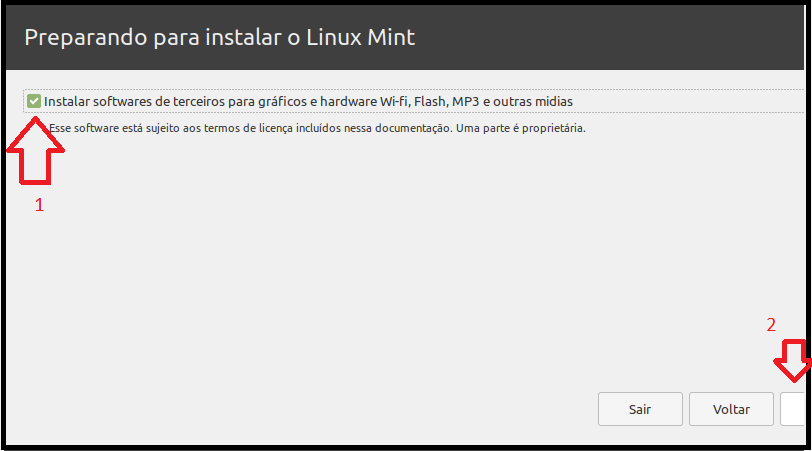 Preparando para instalar o Linux Mint
Instalar softwares de terceiros para gráficos e hardware Wi-fi, Flash, MP3 e outras midias
Esse software está sujeito aos termos de licença incluídos nessa documentação. Uma parte é proprietária.
1
2
Sair
Voltar